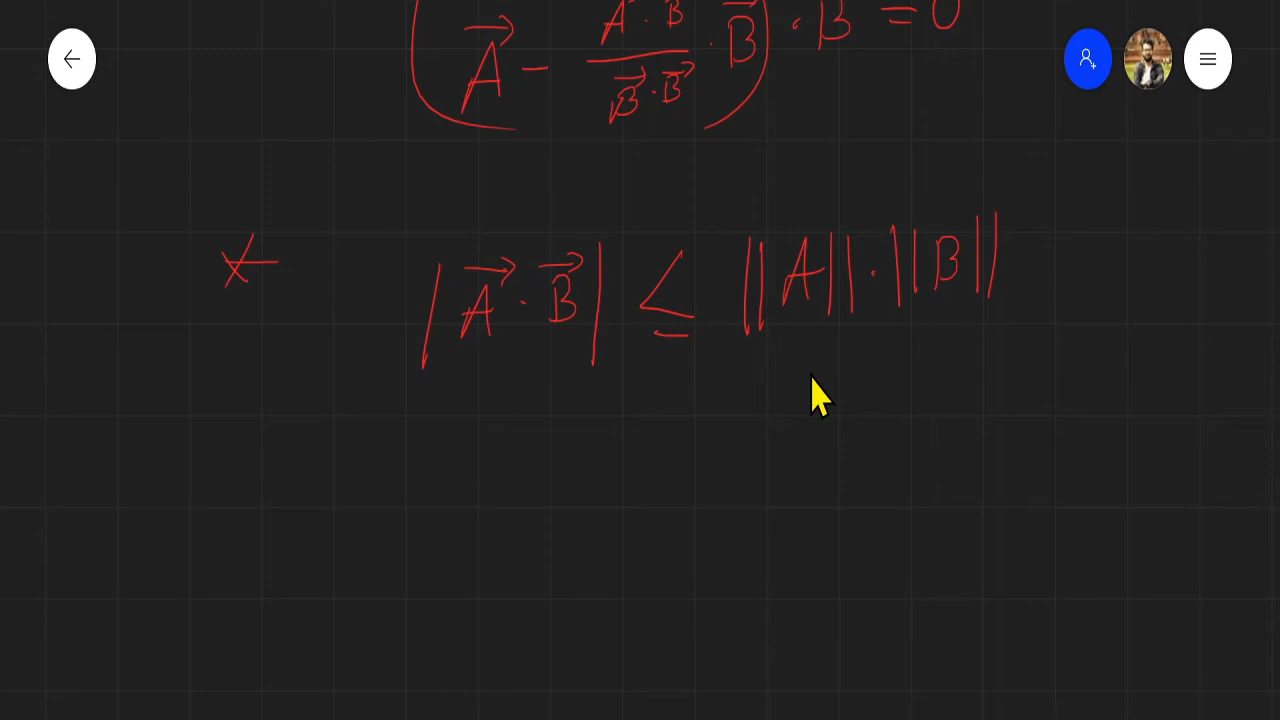 (A⃗ − (A⃗ · B⃗)/(B⃗ · B⃗) · B⃗) · B⃗ = 0
* |A⃗ · B⃗| ≤ ||A|| · ||B||